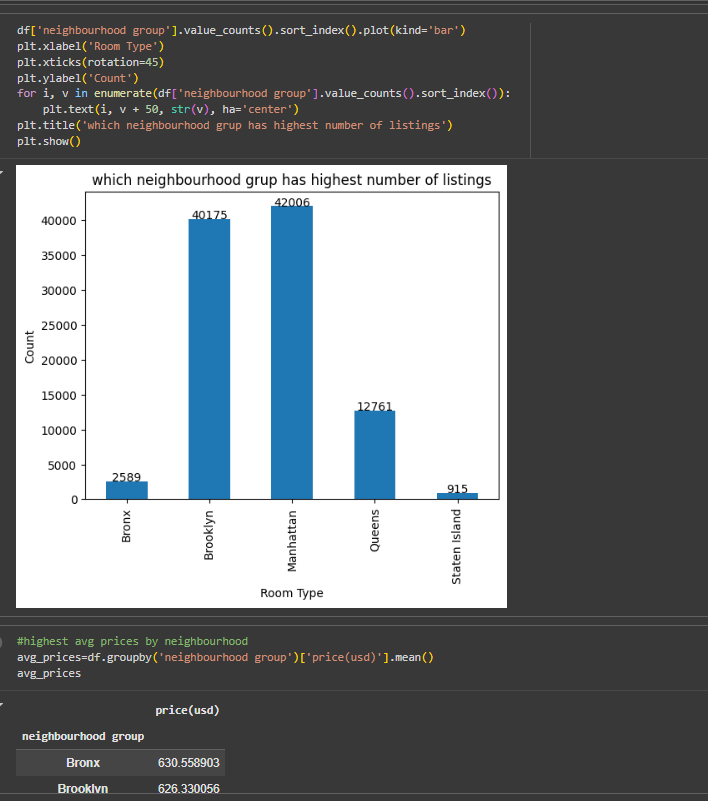 df['neighbourhood group'].value_counts().sort_index().plot(kind='bar')
plt.xlabel('Room Type')
plt.xticks(rotation=45)
plt.ylabel('Count')
for i, v in enumerate(df['neighbourhood group'].value_counts().sort_index()):
    plt.text(i, v + 50, str(v), ha='center')
plt.title('which neighbourhood grup has highest number of listings')
plt.show()
which neighbourhood grup has highest number of listings
42006
40175
12761
2589
915
40000
35000
30000
25000
20000
15000
10000
5000
0
Count
Bronx
Brooklyn
Manhattan
Queens
Staten Island
Room Type
#highest avg prices by neighbourhood
avg_prices=df.groupby('neighbourhood group')['price(usd)'].mean()
avg_prices
price(usd)
neighbourhood group
Bronx 630.558903
Brooklyn 626.330056